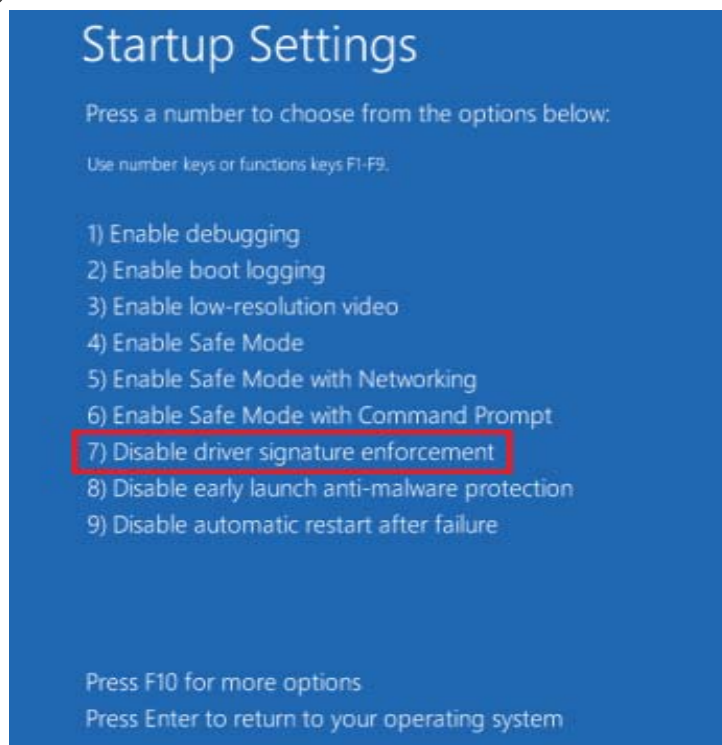 Startup Settings
Press a number to choose from the options below:
Use number keys or functions keys F1-F9.
1) Enable debugging
2) Enable boot logging
3) Enable low-resolution video
4) Enable Safe Mode
5) Enable Safe Mode with Networking
6) Enable Safe Mode with Command Prompt
7) Disable driver signature enforcement
8) Disable early launch anti-malware protection
9) Disable automatic restart after failure
Press F10 for more options
Press Enter to return to your operating system